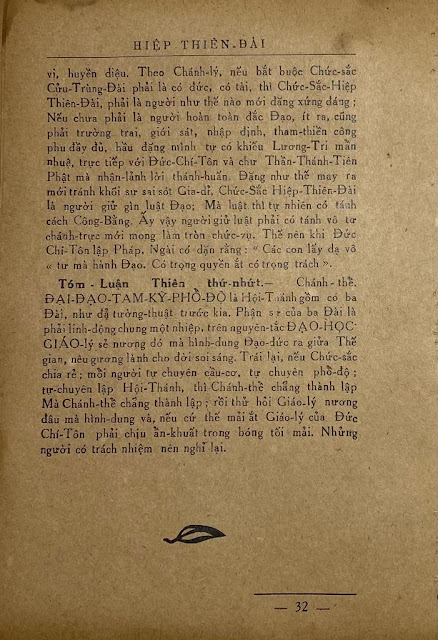 HIỆP THIÊN-ĐÀI
vi, huyền diệu. Theo Chánh-lý, nếu bắt buộc Chức-sắc
Cửu-Trùng-Đài phải là có đức, có tài, thì Chức-Sắc-Hiệp
Thiên-Đài, phải là người như thế nào mới đáng xứng đáng;
Nếu chưa phải là người hoàn toàn đắc Đạo, ít ra, cũng
phải trường trai, giới sát, nhập định, tham-thiền công
phu đầy đủ, hầu đặng mình tự có khiếu Lương-Tri mẫn
nhuệ, trực tiếp với Đức-Chí-Tôn và chư Thần-Thánh-Tiên
Phật mà nhận-lãnh lời thánh-huấn. Đặng như thế may ra
mới tránh khỏi sự sai sót Gia-dĩ, Chức-Sắc Hiệp-Thiên-Đài
là người giữ gìn luật Đạo; Mà luật thì tự nhiên có tánh
cách Công-Bằng. Ấy vậy người giữ luật phải có tánh vô tư
chánh-trực mới mong làm tròn chức-vụ. Thế nên khi Đức
Chí-Tôn lập Pháp. Ngài có dặn rằng: « Các con lấy dạ vô
« tư mà hành Đạo. Có trọng quyền ắt có trọng trách ».
Tóm - Luận Thiên thứ-nhứt.— Chánh-thể.
ĐẠI-ĐẠO-TAM-KỲ-PHỔ-ĐỘ là Hội-Thánh gồm có ba
Đài, như đã tường-thuật trước kia. Phận sự của ba Đài là
phải linh-động chung một nhiệp, trên nguyên-tắc ĐẠO-HỌC
GIÁO-lý sẽ nương đó mà hình-dung Đạo-đức ra giữa Thế
gian, nêu gương lành cho đời soi sáng. Trái lại, nếu Chức-sắc
chia rẽ; mỗi người tự chuyên cầu-cơ, tự chuyên phổ-độ;
tự-chuyên lập Hội-Thánh, thì Chánh-thể chẳng thành lập
Mà Chánh-thể chẳng thành lập; rồi thử hỏi Giáo-lý nương
đâu mà hình-dung và, nếu cứ thế mãi ắt Giáo-lý của Đức
Chí-Tôn phải chịu ẩn-khuất trong bóng tối mãi. Những
người có trách nhiệm nên nghĩ lại.
— 32 —